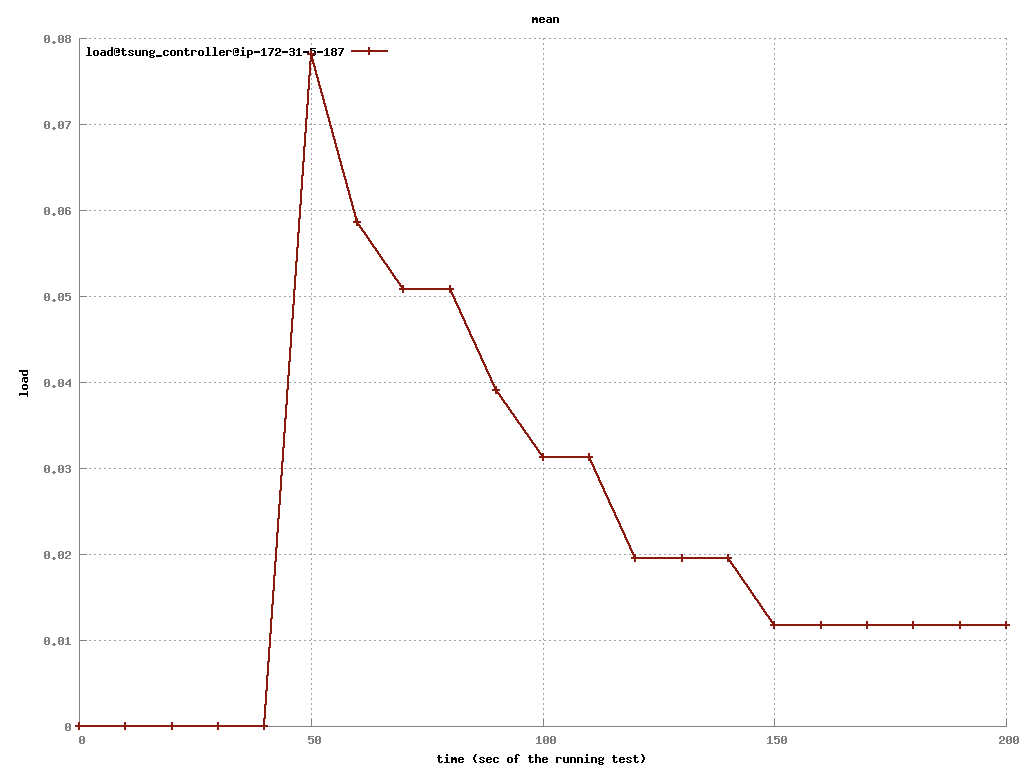 mean
0.08
load@tsung_controller@ip-172-31-5-187
0.07
0.06
0.05
0.04
load
0.03
0.02
0.01
0
0 50 100 150 200
time (sec of the running test)